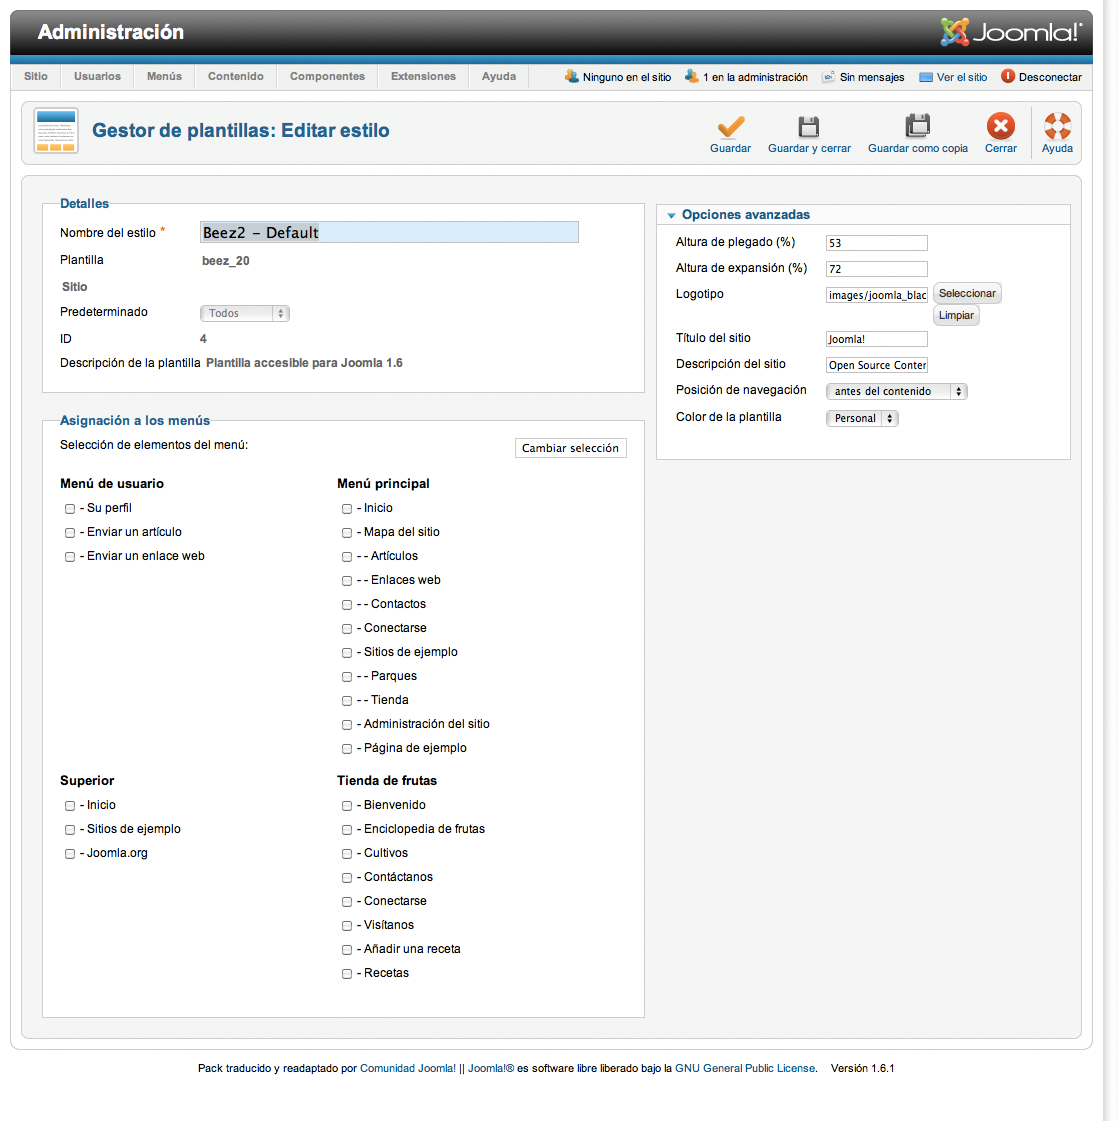 Administración
Joomla!
Sitio Usuarios Menús Contenido Componentes Extensiones Ayuda Ninguno en el sitio 1 en la administración Sin mensajes Ver el sitio Desconectar
Gestor de plantillas: Editar estilo
Guardar Guardar y cerrar Guardar como copia Cerrar Ayuda
Detalles
Nombre del estilo * Beez2 - Default
Plantilla beez_20
Sitio
Predeterminado Todos
ID 4
Descripción de la plantilla Plantilla accesible para Joomla 1.6
Opciones avanzadas
Altura de plegado (%) 53
Altura de expansión (%) 72
Logotipo images/joomla_blac Seleccionar
Limpiar
Título del sitio Joomla!
Descripción del sitio Open Source Conter
Posición de navegación antes del contenido
Color de la plantilla Personal
Asignación a los menús
Selección de elementos del menú: Cambiar selección
Menú de usuario
- Su perfil
- Enviar un artículo
- Enviar un enlace web
Menú principal
- Inicio
- Mapa del sitio
- - Artículos
- - Enlaces web
- - Contactos
- Conectarse
- Sitios de ejemplo
- - Parques
- - Tienda
- Administración del sitio
- Página de ejemplo
Superior
- Inicio
- Sitios de ejemplo
- Joomla.org
Tienda de frutas
- Bienvenido
- Enciclopedia de frutas
- Cultivos
- Contáctanos
- Conectarse
- Visítanos
- Añadir una receta
- Recetas
Pack traducido y readaptado por Comunidad Joomla! || Joomla!® es software libre liberado bajo la GNU General Public License. Versión 1.6.1